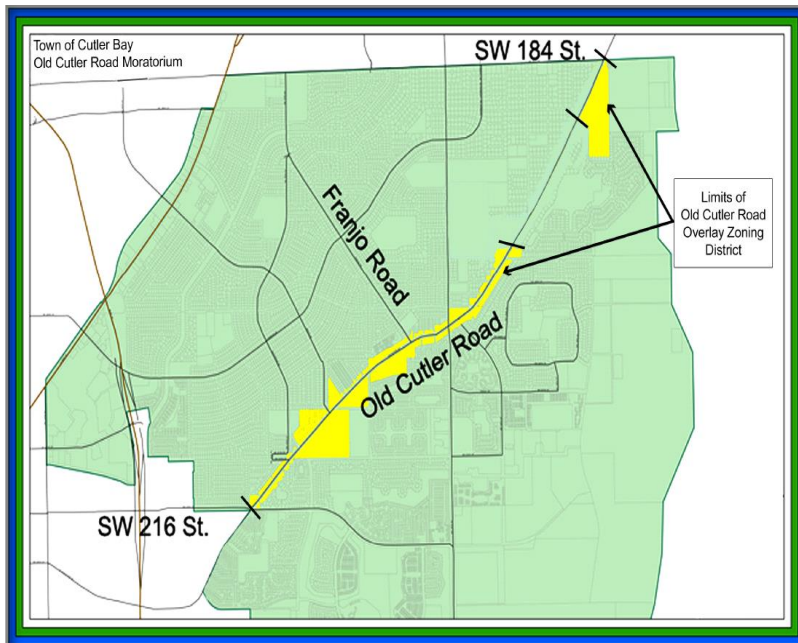 Town of Cutler Bay
Old Cutler Road Moratorium
SW 184 St.
Limits of
Old Cutler Road
Overlay Zoning
District
Franjo Road
Old Cutler Road
SW 216 St.